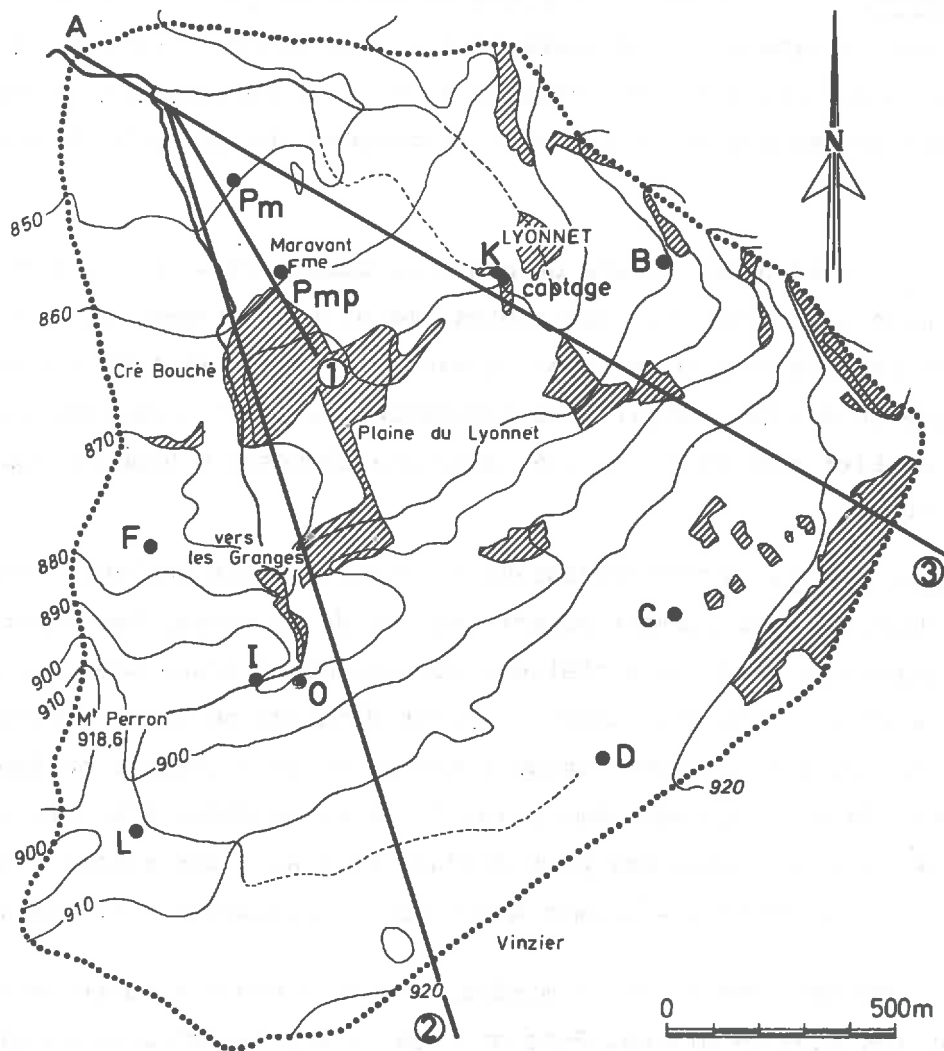 A
N
850
Pm
Maravant
Fme
Pmp
K
LYONNET
captage
B
860
Crê Bouché
1
Plaine du Lyonnet
870
F
vers
les Granges
880
890
3
C
900
I
O
910
Mt Perron
918,6
900
D
920
L
900
910
Vinzier
920
2
0 500m